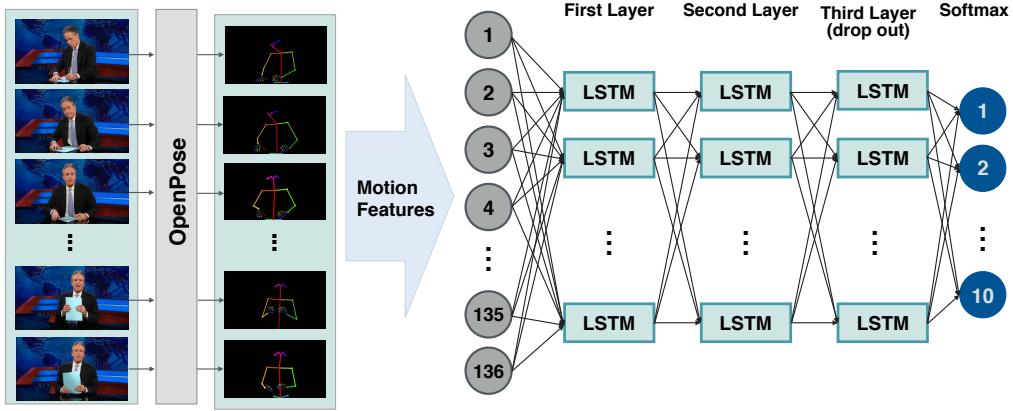 OpenPose
Motion
Features
1
2
3
4
135
136
First Layer
Second Layer
Third Layer
(drop out)
Softmax
LSTM
LSTM
LSTM
LSTM
LSTM
LSTM
LSTM
LSTM
LSTM
1
2
10